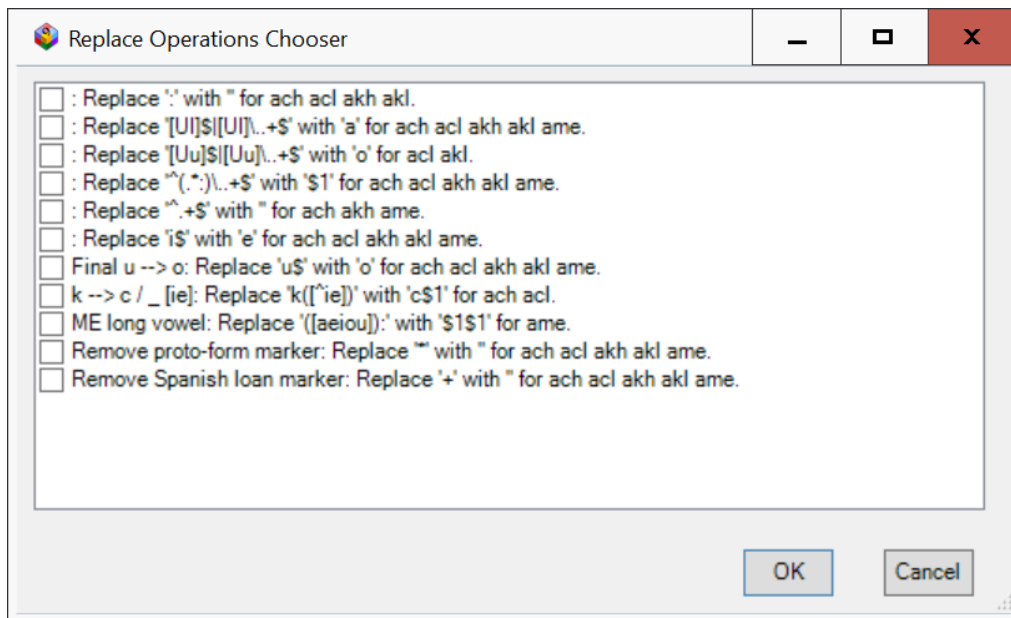 Replace Operations Chooser
: Replace ':' with '' for ach acl akh akl.
: Replace '[UI]$|[UI]\..+$' with 'a' for ach acl akh akl ame.
: Replace '[Uu]$|[Uu]\..+$' with 'o' for acl akl.
: Replace '^(.*:)\..+$' with '$1' for ach acl akh akl ame.
: Replace '^.+$' with '' for ach akh ame.
: Replace 'i$' with 'e' for ach acl akh akl ame.
Final u --> o: Replace 'u$' with 'o' for ach acl akh akl ame.
k --> c / _ [ie]: Replace 'k([^ie])' with 'c$1' for ach acl.
ME long vowel: Replace '([aeiou]):' with '$1$1' for ame.
Remove proto-form marker: Replace '*' with '' for ach acl akh akl ame.
Remove Spanish loan marker: Replace '+' with '' for ach acl akh akl ame.
OK Cancel